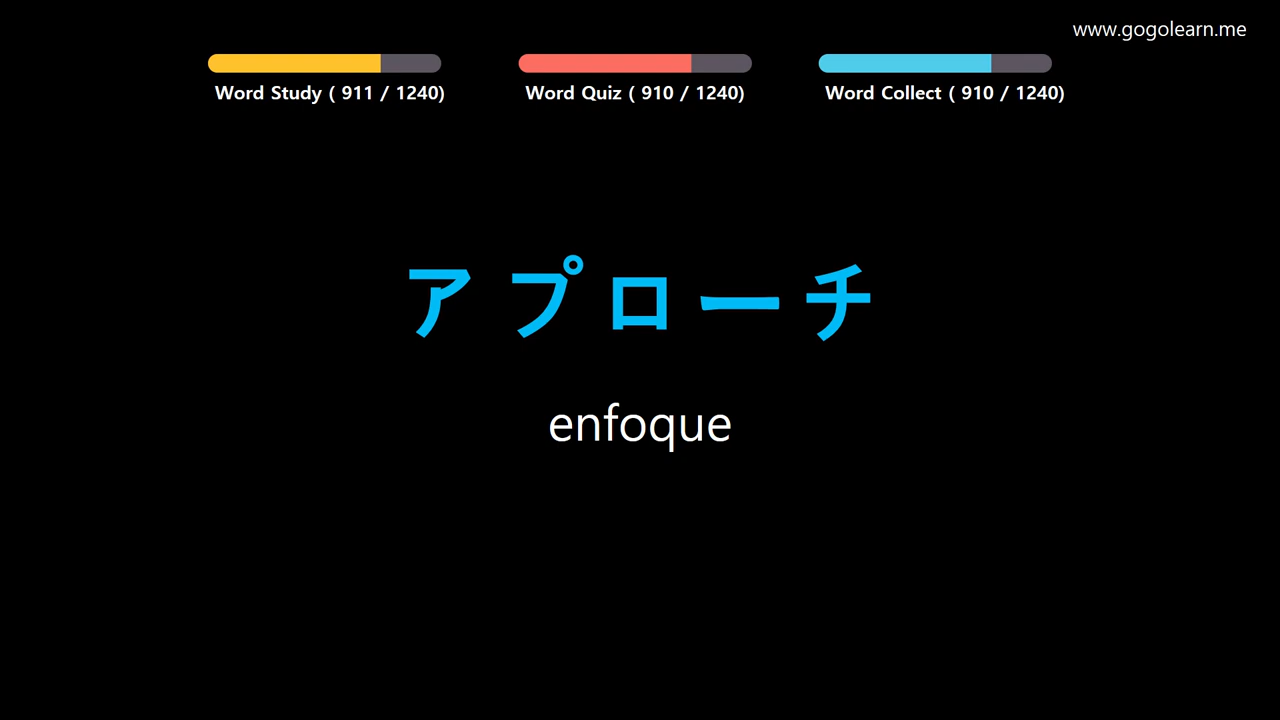 www.gogolearn.me
Word Study ( 911 / 1240)
Word Quiz ( 910 / 1240)
Word Collect ( 910 / 1240)
アプローチ
enfoque